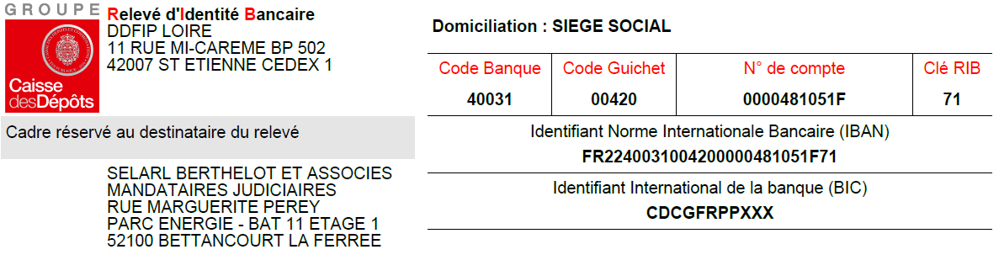 GROUPE
Caisse
desDépôts
Relevé d'Identité Bancaire
DDFIP LOIRE
11 RUE MI-CAREME BP 502
42007 ST ETIENNE CEDEX 1
Cadre réservé au destinataire du relevé
SELARL BERTHELOT ET ASSOCIES
MANDATAIRES JUDICIAIRES
RUE MARGUERITE PEREY
PARC ENERGIE - BAT 11 ETAGE 1
52100 BETTANCOURT LA FERREE
Domiciliation : SIEGE SOCIAL
Code Banque Code Guichet N° de compte Clé RIB
40031 00420 0000481051F 71
Identifiant Norme Internationale Bancaire (IBAN)
FR2240031004200000481051F71
Identifiant International de la banque (BIC)
CDCGFRPPXXX